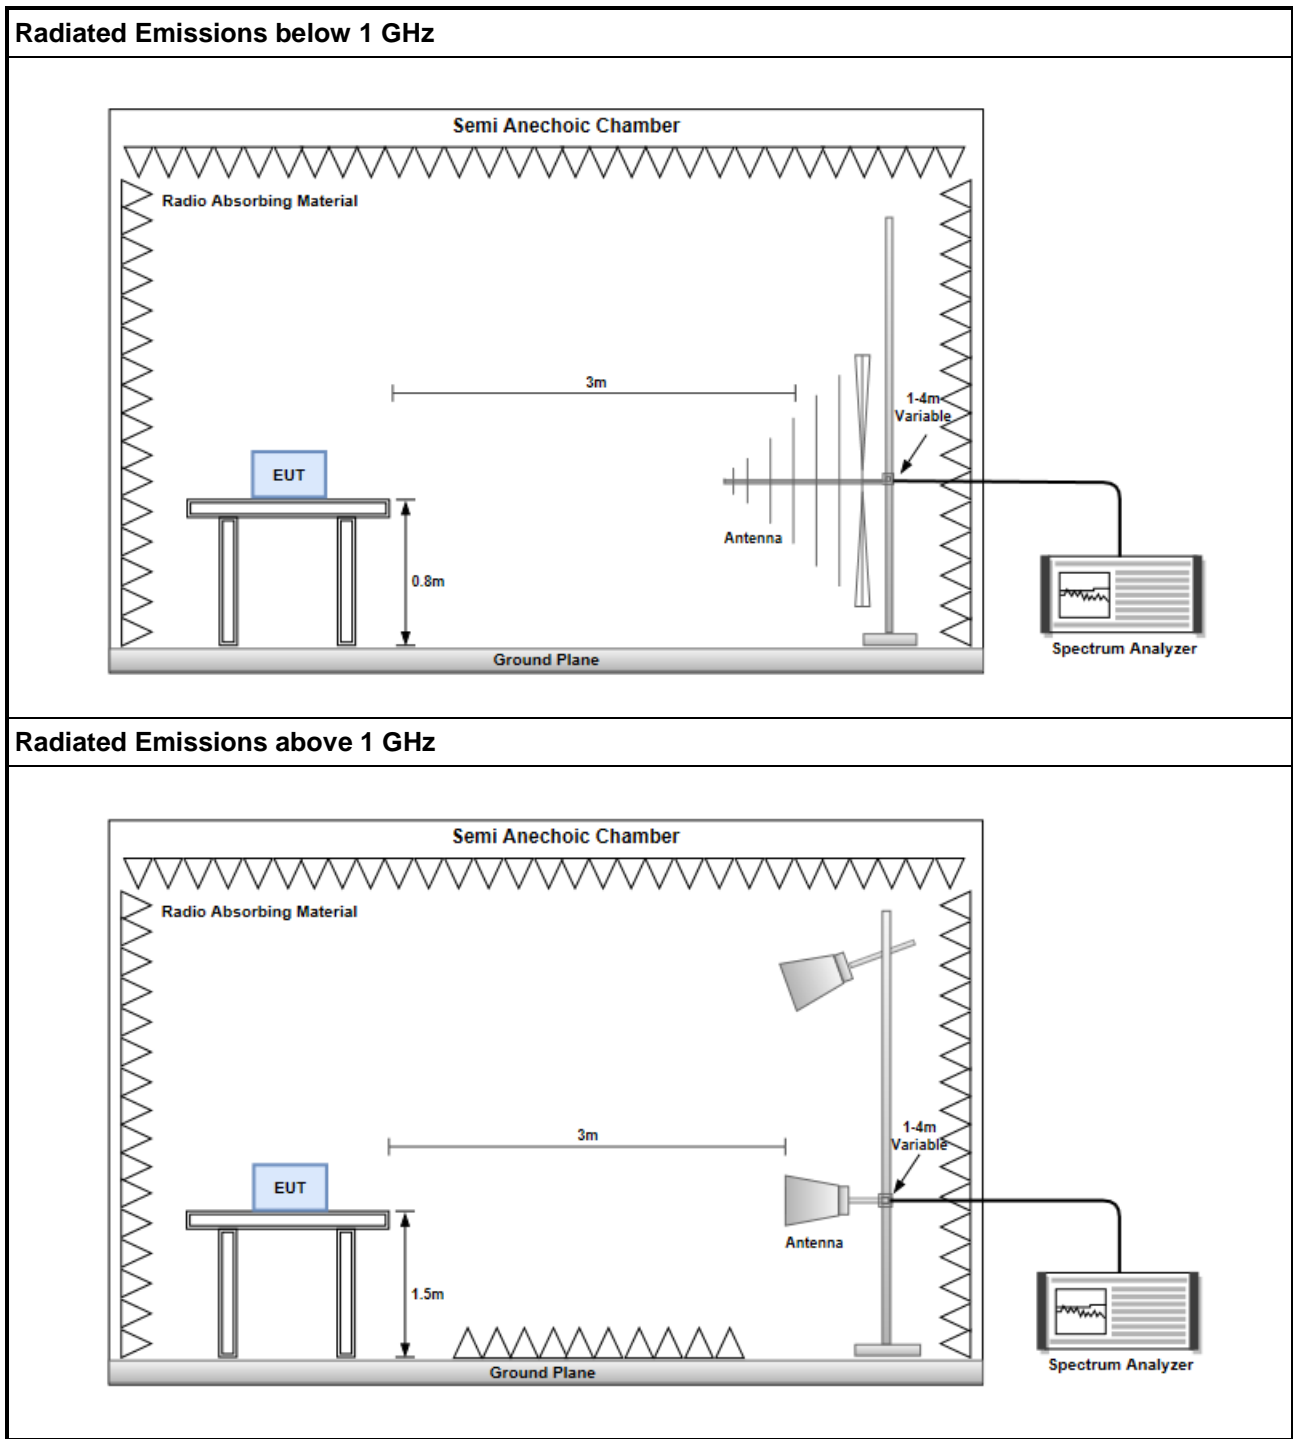 Radiated Emissions below 1 GHz
Semi Anechoic Chamber
Radio Absorbing Material
3m
1-4m
Variable
EUT
Antenna
0.8m
Spectrum Analyzer
Ground Plane
Radiated Emissions above 1 GHz
Semi Anechoic Chamber
Radio Absorbing Material
3m
1-4m
Variable
EUT
Antenna
1.5m
Spectrum Analyzer
Ground Plane